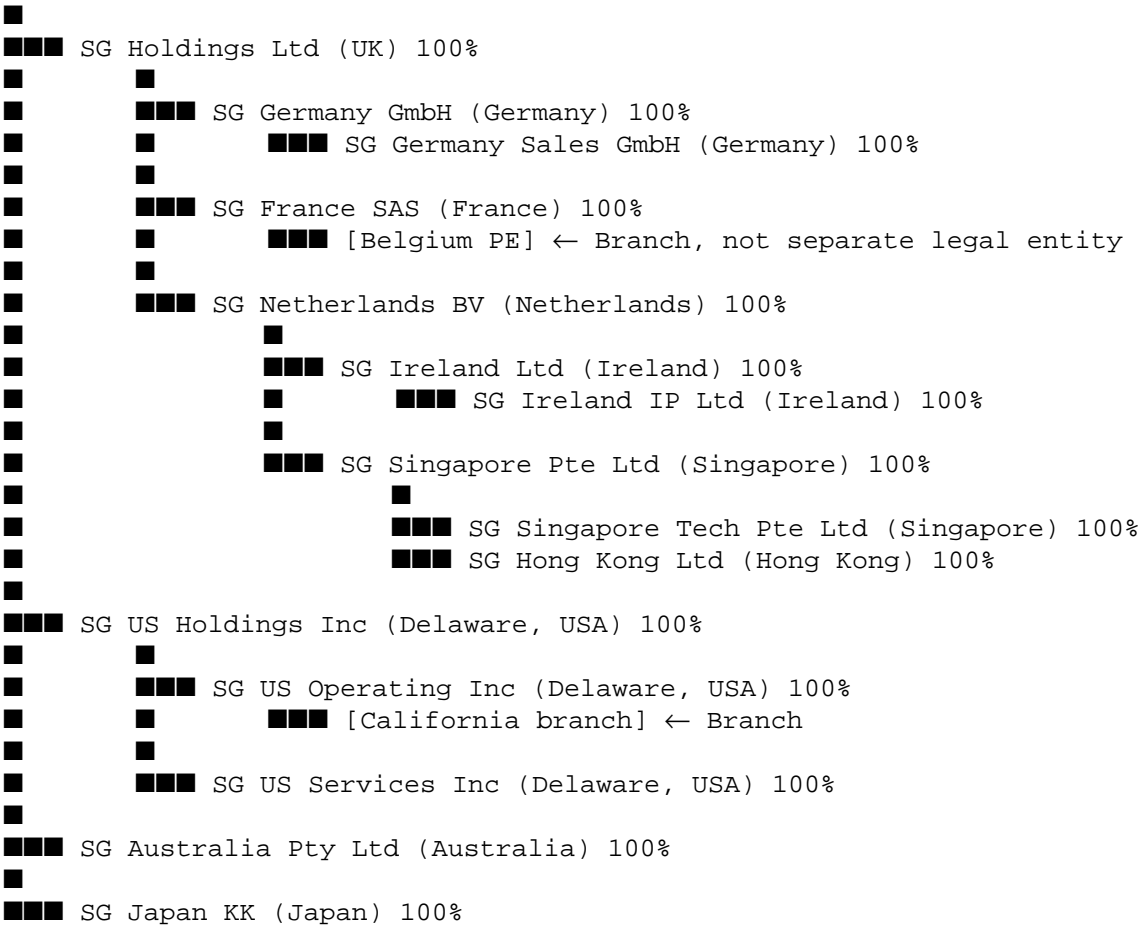 ■
■■■ SG Holdings Ltd (UK) 100%
■ ■
■ ■■■ SG Germany GmbH (Germany) 100%
■ ■ ■■■ SG Germany Sales GmbH (Germany) 100%
■ ■
■ ■■■ SG France SAS (France) 100%
■ ■ ■■■ [Belgium PE] ← Branch, not separate legal entity
■ ■
■ ■■■ SG Netherlands BV (Netherlands) 100%
■ ■
■ ■■■ SG Ireland Ltd (Ireland) 100%
■ ■ ■■■ SG Ireland IP Ltd (Ireland) 100%
■ ■
■ ■■■ SG Singapore Pte Ltd (Singapore) 100%
■ ■
■ ■■■ SG Singapore Tech Pte Ltd (Singapore) 100%
■ ■■■ SG Hong Kong Ltd (Hong Kong) 100%
■
■■■ SG US Holdings Inc (Delaware, USA) 100%
■ ■
■ ■■■ SG US Operating Inc (Delaware, USA) 100%
■ ■ ■■■ [California branch] ← Branch
■ ■
■ ■■■ SG US Services Inc (Delaware, USA) 100%
■
■■■ SG Australia Pty Ltd (Australia) 100%
■
■■■ SG Japan KK (Japan) 100%